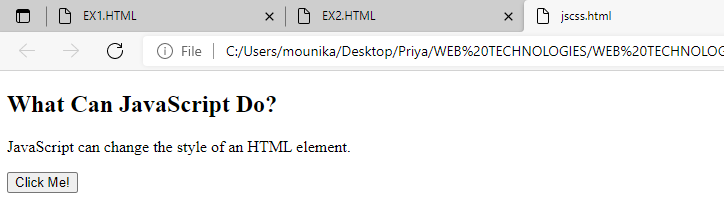 EX1.HTML
EX2.HTML
jscss.html
File
C:/Users/mounika/Desktop/Priya/WEB%20TECHNOLOGIES/WEB%20TECHNOLOG
What Can JavaScript Do?
JavaScript can change the style of an HTML element.
Click Me!